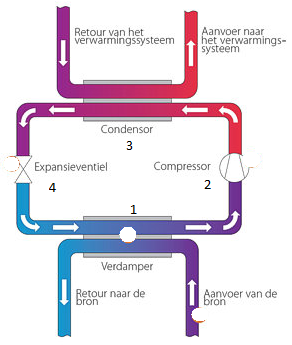 Retour van het
verwarmingssysteem
Aanvoer naar
het verwarmings-
systeem
Condensor
3
Expansieventiel
4
Compressor
2
1
Verdamper
Retour naar de
bron
Aanvoer van de
bron